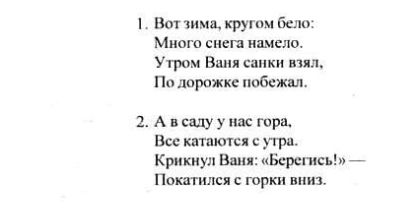 1. Вот зима, кругом бело:
Много снега намело.
Утром Ваня санки взял,
По дорожке побежал.
2. А в саду у нас гора,
Все катаются с утра.
Крикнул Ваня: «Берегись!» —
Покатился с горки вниз.